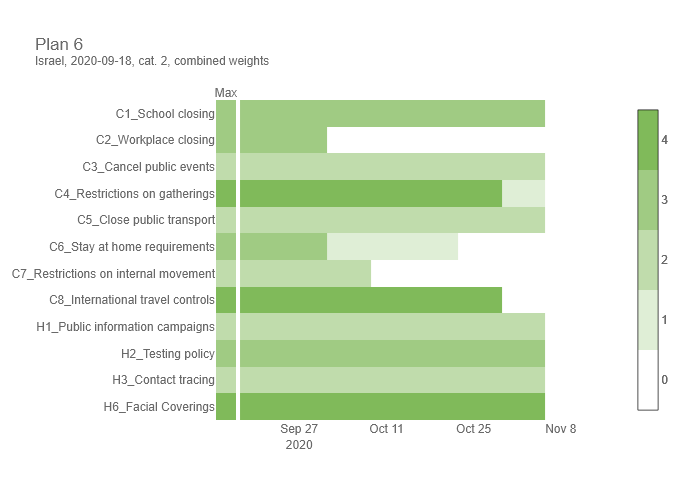 Plan 6
Israel, 2020-09-18, cat. 2, combined weights
Max
C1_School closing
C2_Workplace closing
C3_Cancel public events
C4_Restrictions on gatherings
C5_Close public transport
C6_Stay at home requirements
C7_Restrictions on internal movement
C8_International travel controls
H1_Public information campaigns
H2_Testing policy
H3_Contact tracing
H6_Facial Coverings
Sep 27 Oct 11 Oct 25 Nov 8
2020
4
3
2
1
0